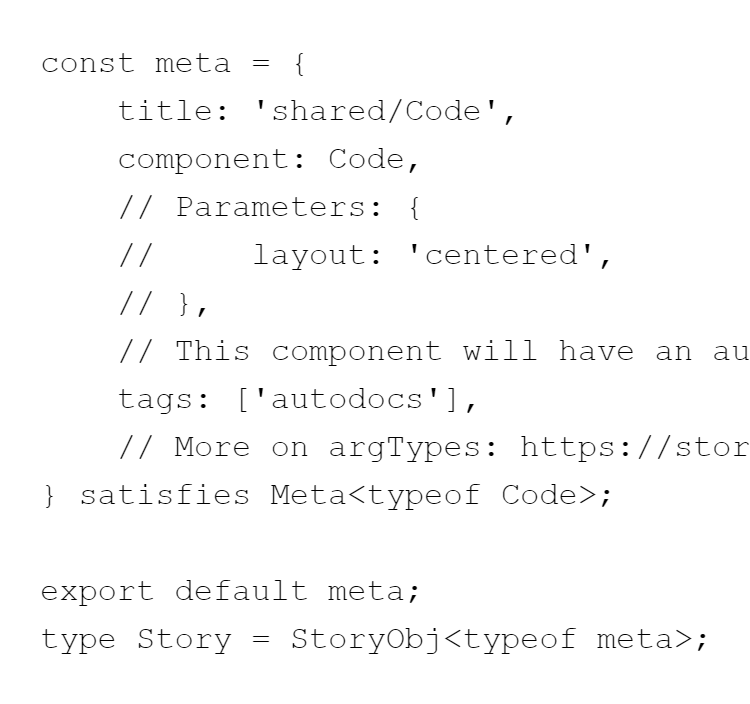 const meta = {
    title: 'shared/Code',
    component: Code,
    // Parameters: {
    //     layout: 'centered',
    // },
    // This component will have an au
    tags: ['autodocs'],
    // More on argTypes: https://stor
} satisfies Meta<typeof Code>;

export default meta;
type Story = StoryObj<typeof meta>;